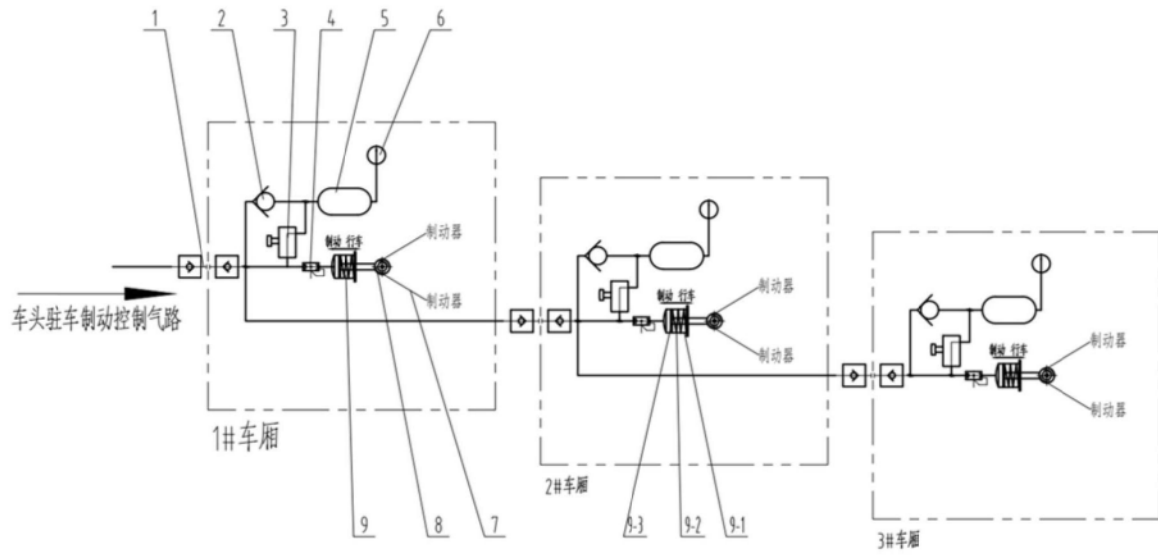 1 2 3 4 5 6
制动 行车
制动器
制动器
车头驻车制动控制气路
1#车厢
9 8 7
制动 行车
制动器
制动器
2#车厢
9-3 9-2 9-1
制动 行车
制动器
制动器
3#车厢